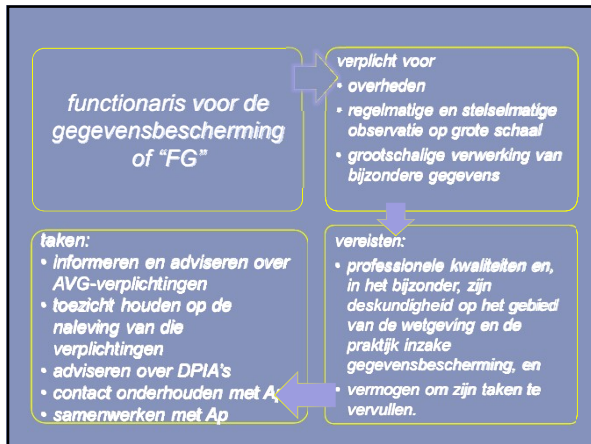 functionaris voor de
gegevensbescherming
of “FG”
verplicht voor
• overheden
• regelmatige en stelselmatige
observatie op grote schaal
• grootschalige verwerking van
bijzondere gegevens
vereisten:
• professionele kwaliteiten en,
in het bijzonder, zijn
deskundigheid op het gebied
van de wetgeving en de
praktijk inzake
gegevensbescherming, en
• vermogen om zijn taken te
vervullen.
taken:
• informeren en adviseren over
AVG-verplichtingen
• toezicht houden op de
naleving van die
verplichtingen
• adviseren over DPIA’s
• contact onderhouden met Ap
• samenwerken met Ap